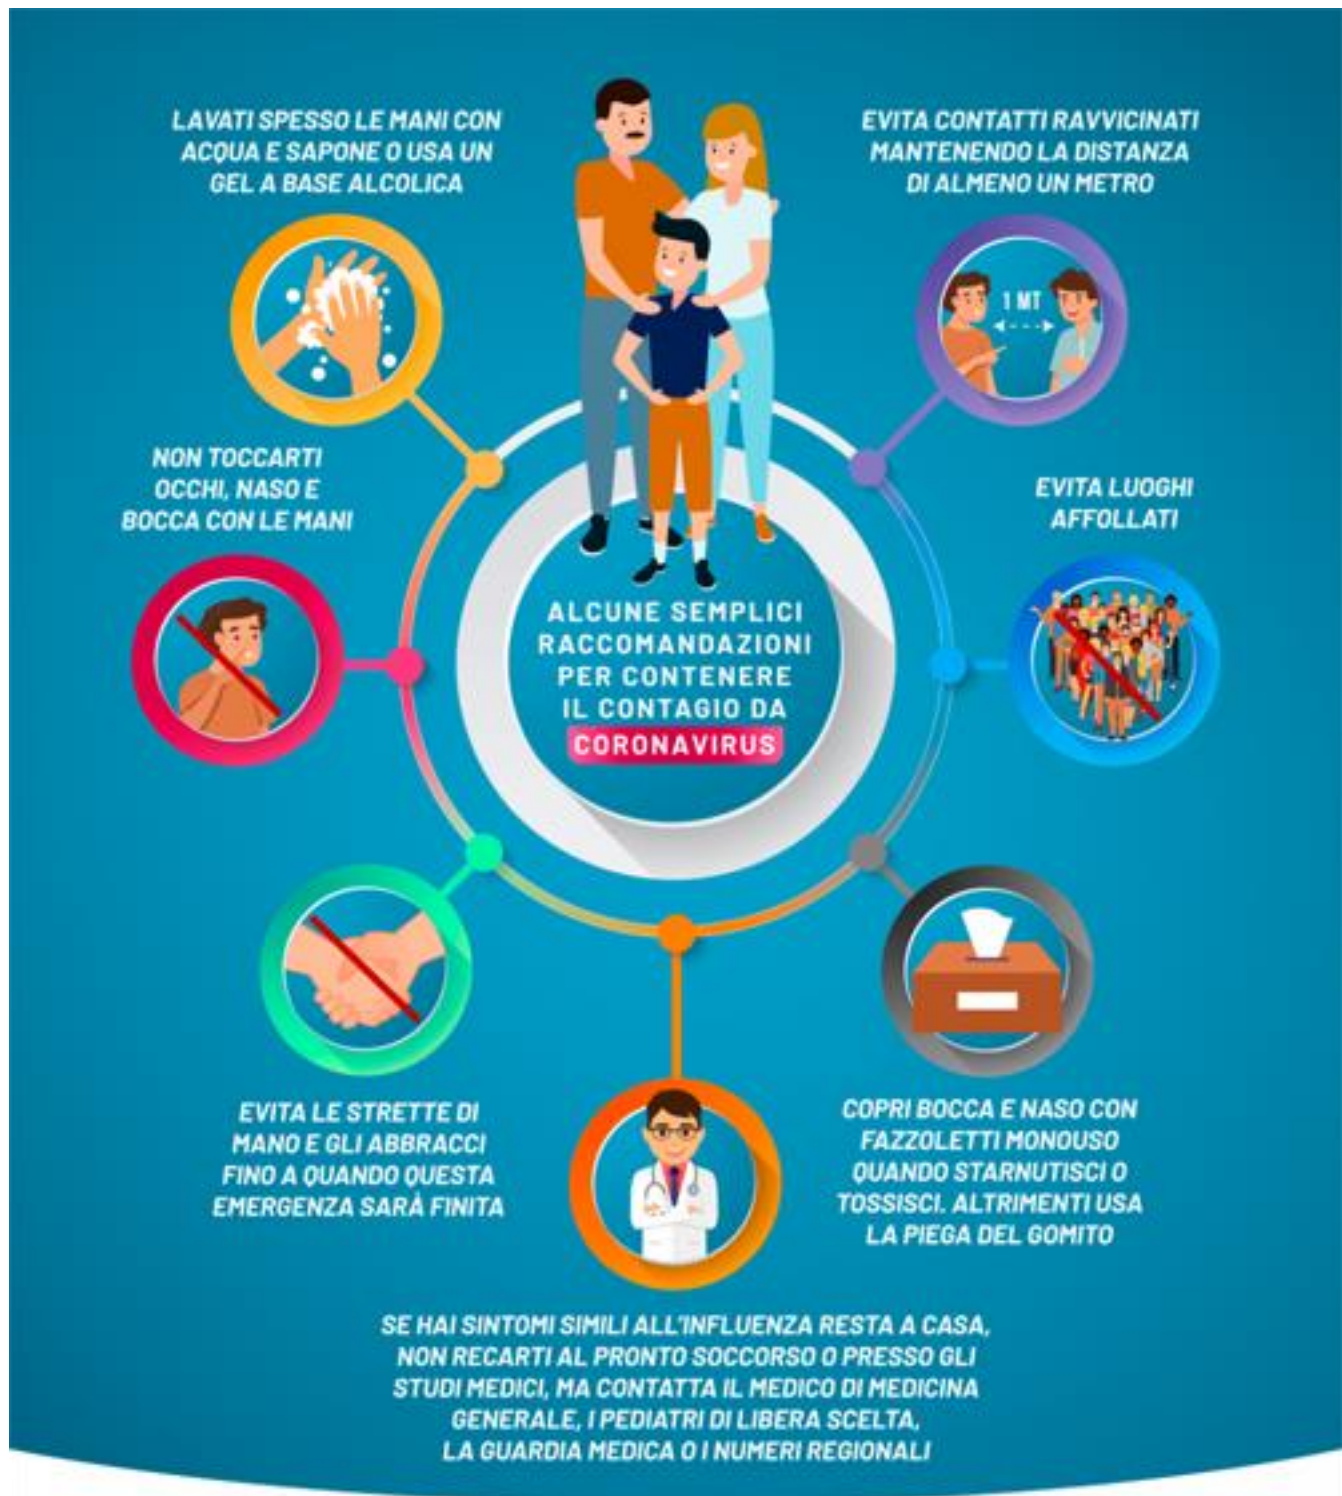 LAVATI SPESSO LE MANI CON
ACQUA E SAPONE O USA UN
GEL A BASE ALCOLICA
EVITA CONTATTI RAVVICINATI
MANTENENDO LA DISTANZA
DI ALMENO UN METRO
1 MT
NON TOCCARTI
OCCHI, NASO E
BOCCA CON LE MANI
EVITA LUOGHI
AFFOLLATI
ALCUNE SEMPLICI
RACCOMANDAZIONI
PER CONTENERE
IL CONTAGIO DA
CORONAVIRUS
EVITA LE STRETTE DI
MANO E GLI ABBRACCI
FINO A QUANDO QUESTA
EMERGENZA SARÀ FINITA
COPRI BOCCA E NASO CON
FAZZOLETTI MONOUSO
QUANDO STARNUTISCI O
TOSSISCI. ALTRIMENTI USA
LA PIEGA DEL GOMITO
SE HAI SINTOMI SIMILI ALL'INFLUENZA RESTA A CASA,
NON RECARTI AL PRONTO SOCCORSO O PRESSO GLI
STUDI MEDICI, MA CONTATTA IL MEDICO DI MEDICINA
GENERALE, I PEDIATRI DI LIBERA SCELTA,
LA GUARDIA MEDICA O I NUMERI REGIONALI